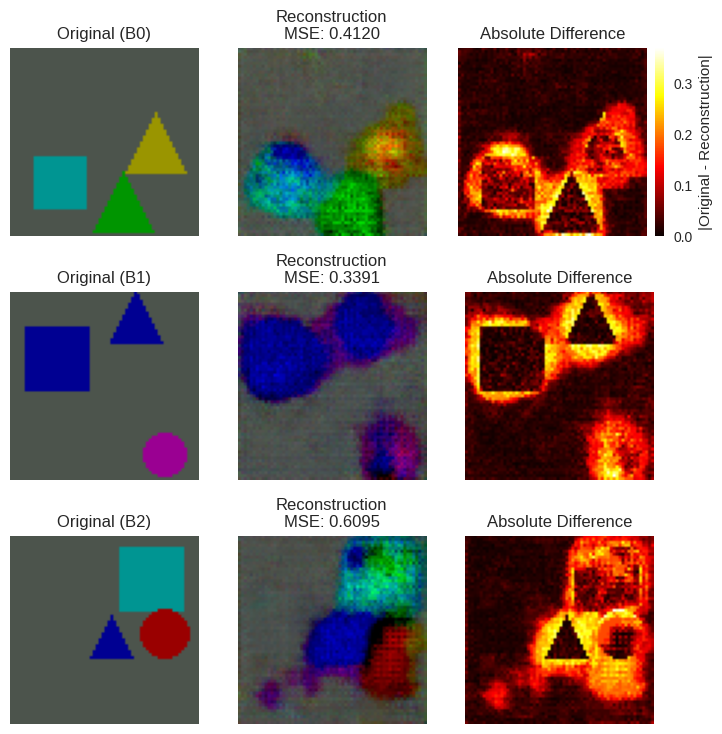 Original (B0)
Reconstruction
MSE: 0.4120
Absolute Difference
0.3
0.2
0.1
0.0
|Original - Reconstruction|
Original (B1)
Reconstruction
MSE: 0.3391
Absolute Difference
Original (B2)
Reconstruction
MSE: 0.6095
Absolute Difference